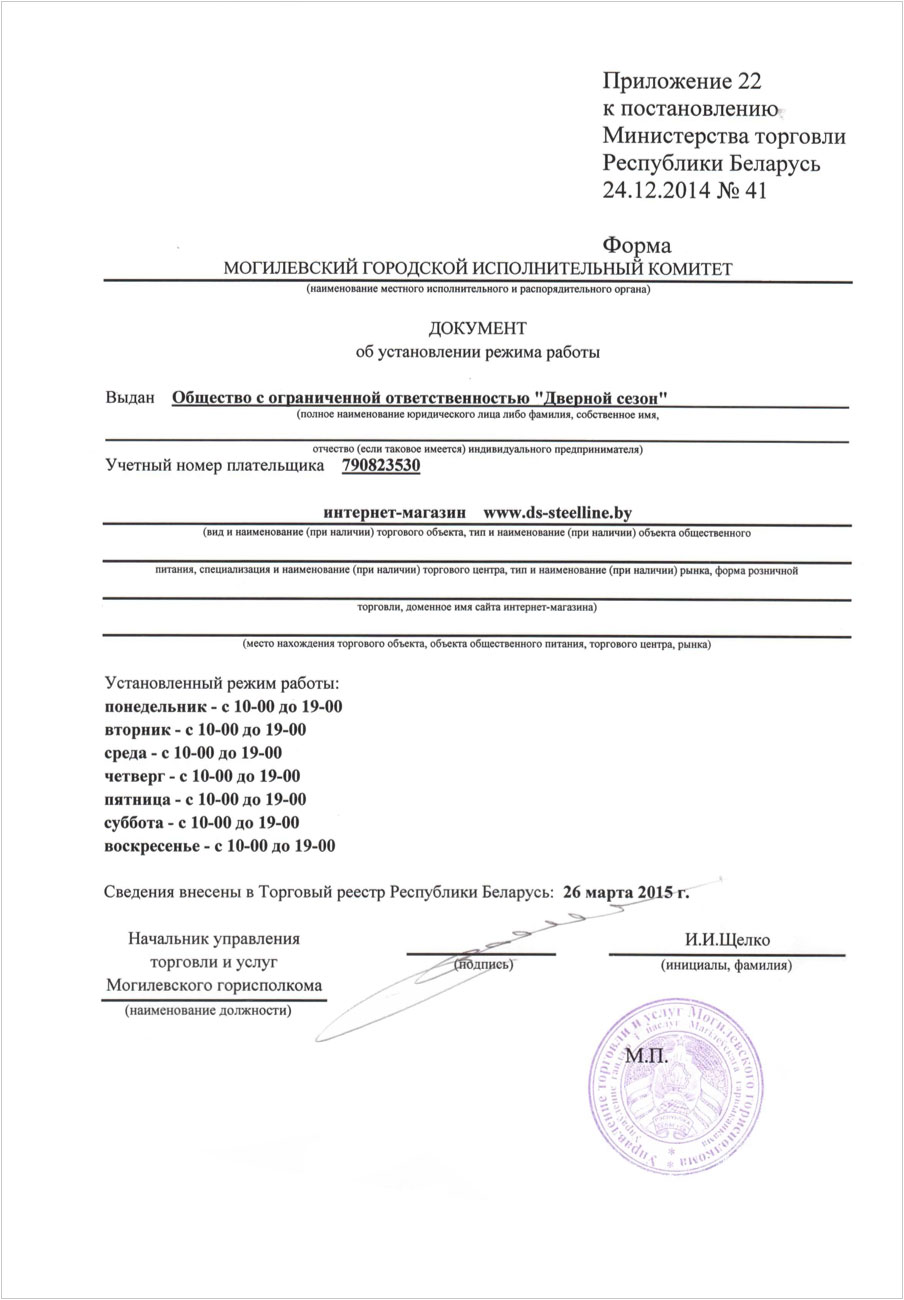 Приложение 22
к постановлению
Министерства торговли
Республики Беларусь
24.12.2014 № 41
Форма
МОГИЛЕВСКИЙ ГОРОДСКОЙ ИСПОЛНИТЕЛЬНЫЙ КОМИТЕТ
(наименование местного исполнительного и распорядительного органа)
ДОКУМЕНТ
об установлении режима работы
Выдан Общество с ограниченной ответственностью "Дверной сезон"
(полное наименование юридического лица либо фамилия, собственное имя,
отчество (если таковое имеется) индивидуального предпринимателя)
Учетный номер плательщика 790823530
интернет-магазин www.ds-steelline.by
(вид и наименование (при наличии) торгового объекта, тип и наименование (при наличии) объекта общественного
питания, специализация и наименование (при наличии) торгового центра, тип и наименование (при наличии) рынка, форма розничной
торговли, доменное имя сайта интернет-магазина)
(место нахождения торгового объекта, объекта общественного питания, торгового центра, рынка)
Установленный режим работы:
понедельник - с 10-00 до 19-00
вторник - с 10-00 до 19-00
среда - с 10-00 до 19-00
четверг - с 10-00 до 19-00
пятница - с 10-00 до 19-00
суббота - с 10-00 до 19-00
воскресенье - с 10-00 до 19-00
Сведения внесены в Торговый реестр Республики Беларусь: 26 марта 2015 г.
Начальник управления
торговли и услуг
Могилевского горисполкома
(наименование должности)
(подпись)
И.И.Щелко
(инициалы, фамилия)
М.П.
Управление торговли и услуг Могилевского горисполкома